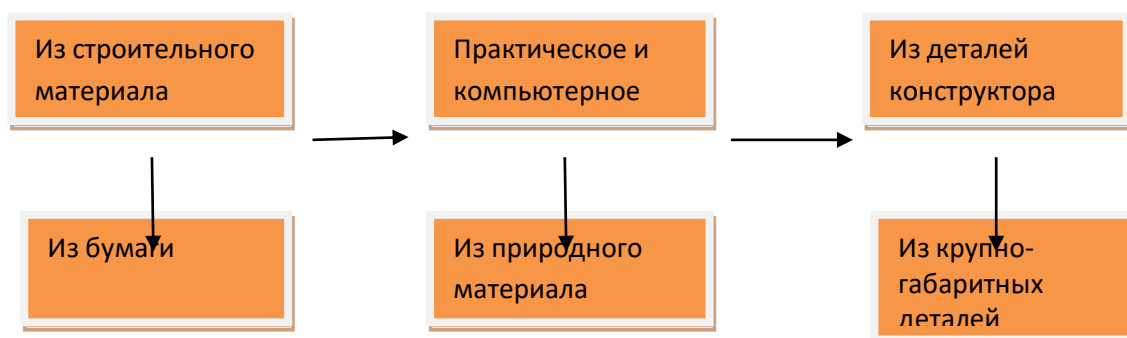 Из строительного
материала
Практическое и
компьютерное
Из деталей
конструктора
Из бумаги
Из природного
материала
Из крупно-
габаритных
деталей